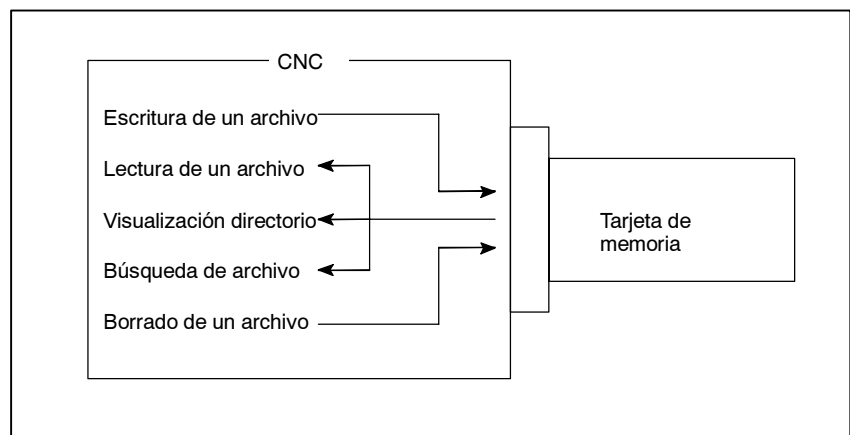 CNC
Escritura de un archivo
Lectura de un archivo
Visualización directorio
Búsqueda de archivo
Borrado de un archivo
Tarjeta de
memoria